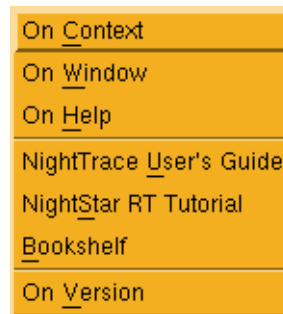 On Context
On Window
On Help
NightTrace User's Guide
NightStar RT Tutorial
Bookshelf
On Version